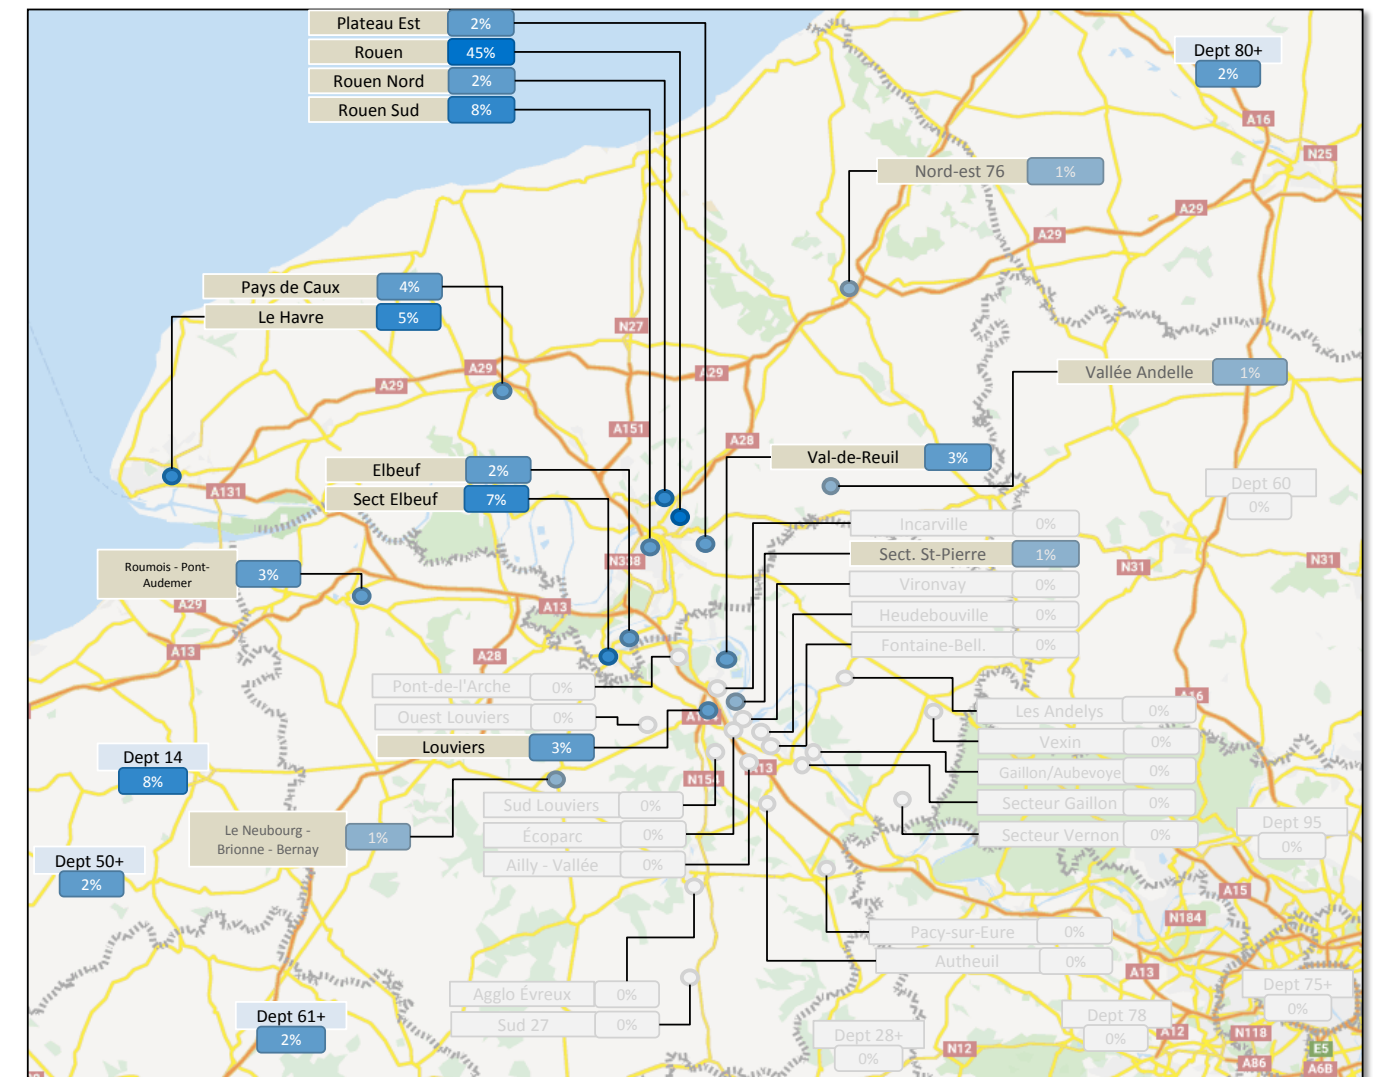 Plateau Est 2%
Rouen 45%
Rouen Nord 2%
Rouen Sud 8%
Dept 80+
2%
A16
N25
Nord-est 76 1%
A29
A29
Pays de Caux 4%
Le Havre 5%
N27
A29
A29
A29
Vallée Andelle 1%
A151
A28
Val-de-Reuil 3%
Elbeuf 2%
Sect Elbeuf 7%
A131
Dept 60
0%
Incarville 0%
Sect. St-Pierre 1%
Vironvay 0%
Heudebouville 0%
Fontaine-Bell. 0%
N338
N31
N31
Roumois - Pont-
Audemer
3%
A29
A13
A13
A28
Pont-de-l'Arche 0%
Ouest Louviers 0%
Louviers 3%
A16
Les Andelys 0%
Vexin 0%
Gaillon/Aubevoye 0%
Secteur Gaillon 0%
Secteur Vernon 0%
Dept 14
8%
N154
A13
Sud Louviers 0%
Écoparc 0%
Ailly - Vallée 0%
Le Neubourg -
Brionne - Bernay
1%
Dept 95
0%
Dept 50+
2%
A15
N184
Pacy-sur-Eure 0%
Autheuil 0%
A13
Agglo Évreux 0%
Sud 27 0%
Dept 75+
0%
Dept 61+
2%
Dept 78
0%
Dept 28+
0%
N12
A12
N118
E5
A86
A6B